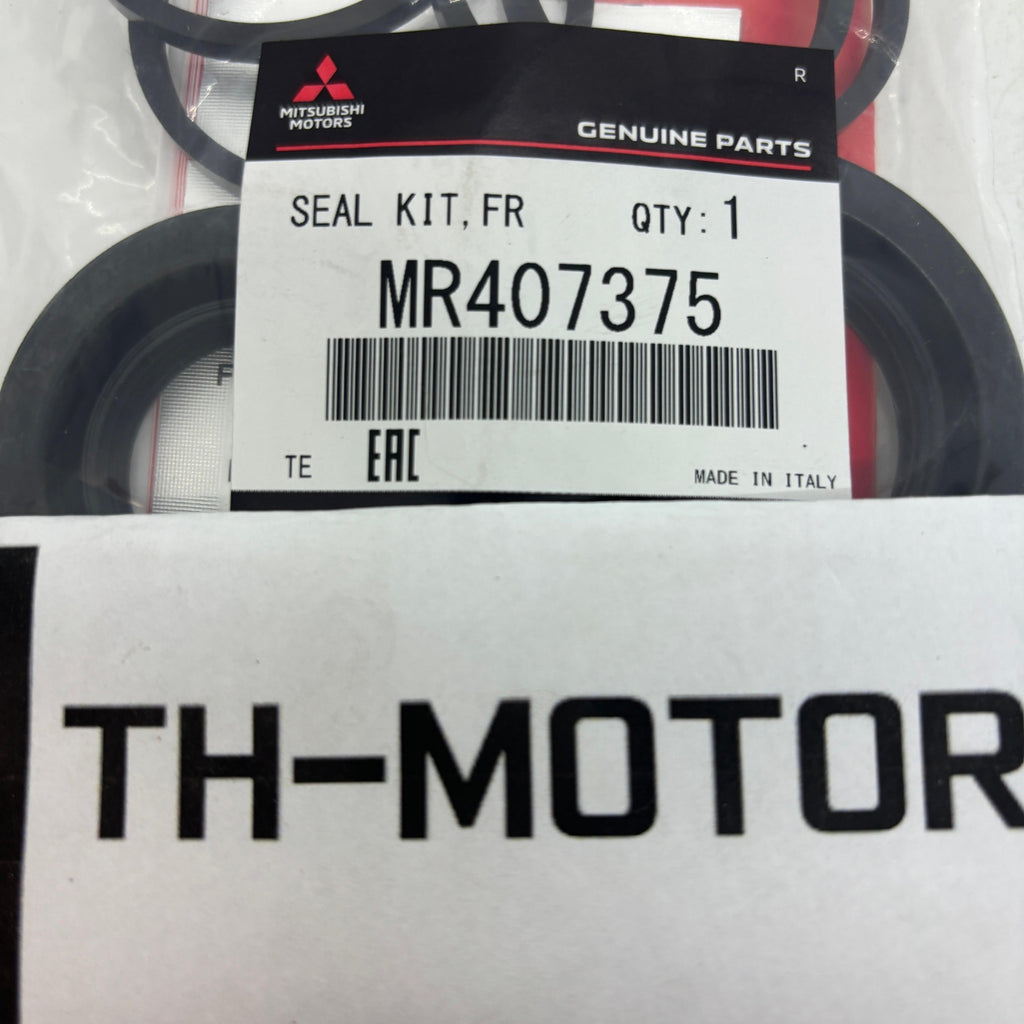 R
MITSUBISHI
MOTORS
GENUINE PARTS
SEAL KIT,FR
QTY: 1
MR407375
TE
EAC
MADE IN ITALY
TH-MOTOR